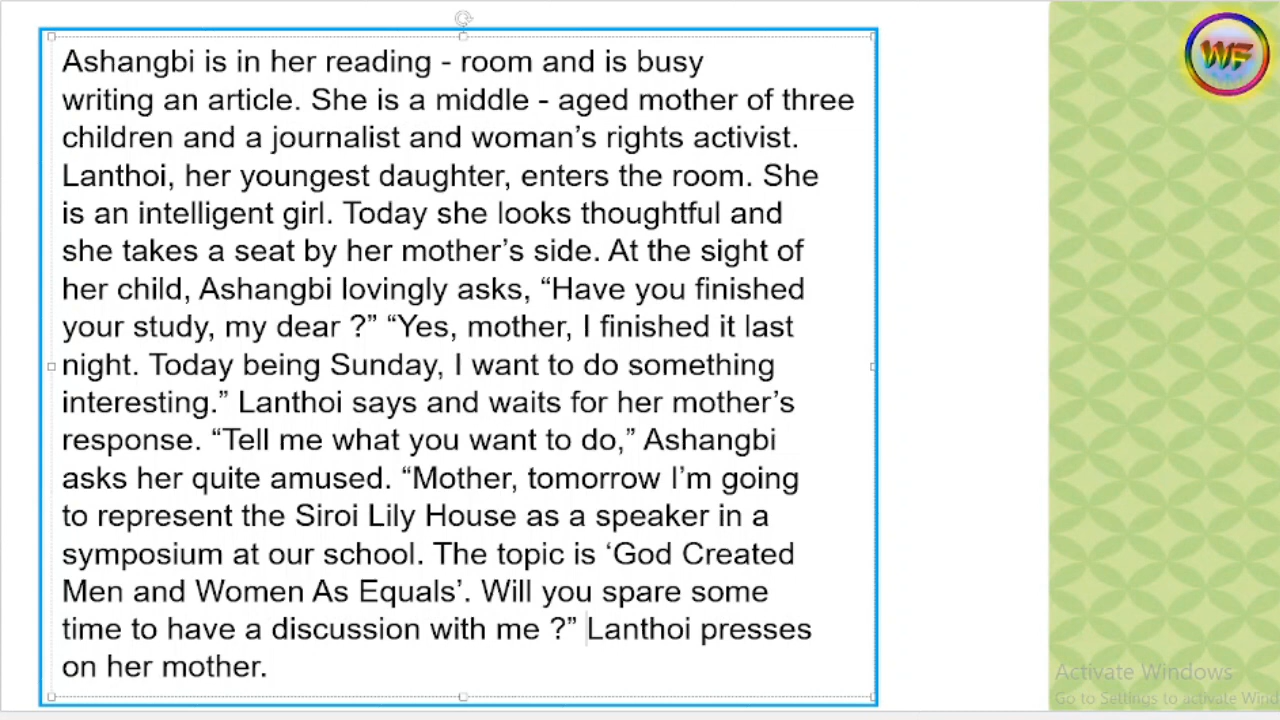 Ashangbi is in her reading - room and is busy
writing an article. She is a middle - aged mother of three
children and a journalist and woman’s rights activist.
Lanthoi, her youngest daughter, enters the room. She
is an intelligent girl. Today she looks thoughtful and
she takes a seat by her mother’s side. At the sight of
her child, Ashangbi lovingly asks, “Have you finished
your study, my dear ?” “Yes, mother, I finished it last
night. Today being Sunday, I want to do something
interesting.” Lanthoi says and waits for her mother’s
response. “Tell me what you want to do,” Ashangbi
asks her quite amused. “Mother, tomorrow I’m going
to represent the Siroi Lily House as a speaker in a
symposium at our school. The topic is ‘God Created
Men and Women As Equals’. Will you spare some
time to have a discussion with me ?” Lanthoi presses
on her mother.
WF
Activate Windows
Go to Settings to activate Wind